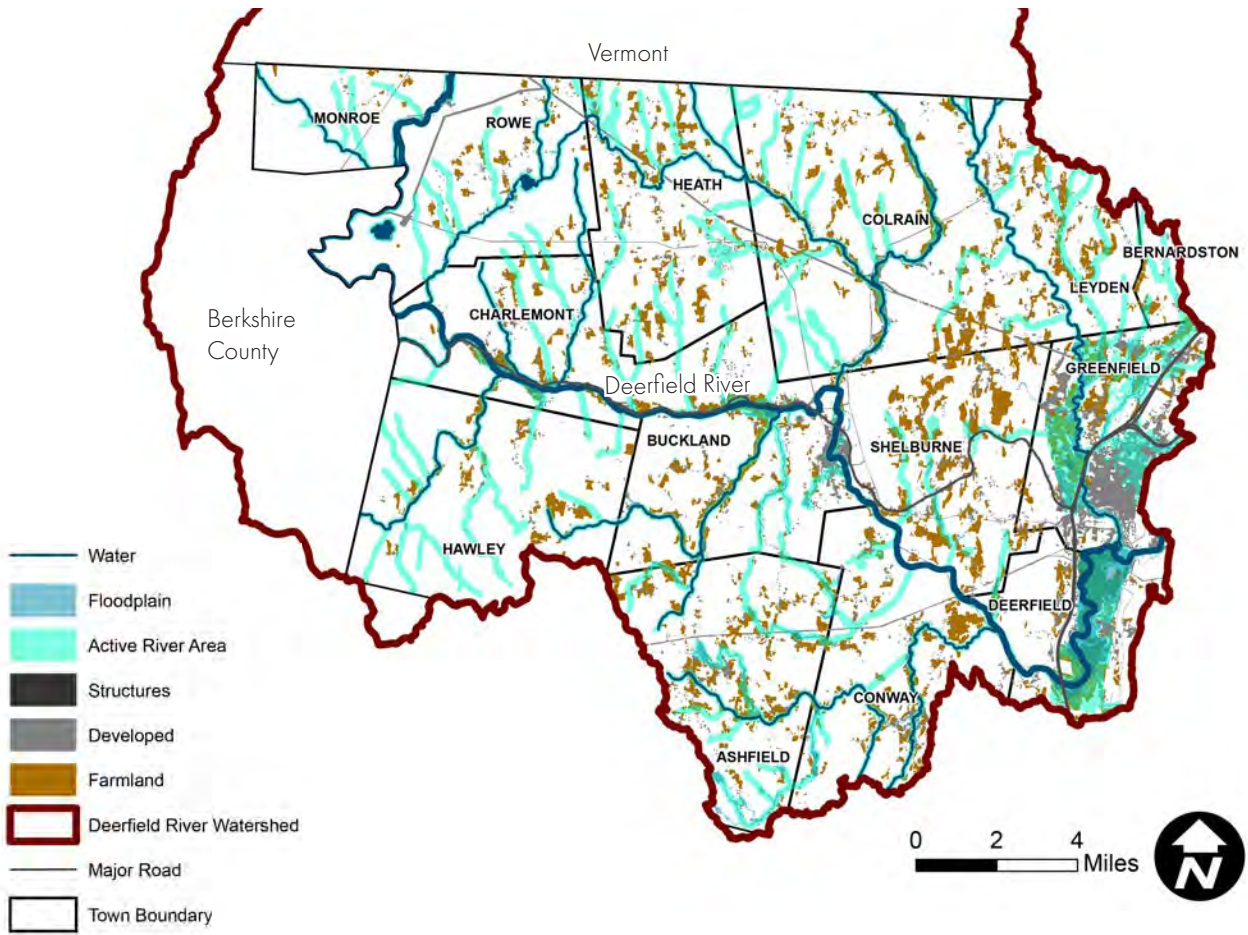 Vermont
MONROE
ROWE
HEATH
COLRAIN
BERNARDSTON
LEYDEN
CHARLEMONT
Berkshire
County
GREENFIELD
Deerfield River
BUCKLAND
SHELBURNE
HAWLEY
DEERFIELD
CONWAY
ASHFIELD
Water
Floodplain
Active River Area
Structures
Developed
Farmland
Deerfield River Watershed
Major Road
Town Boundary
0 2 4
Miles
N